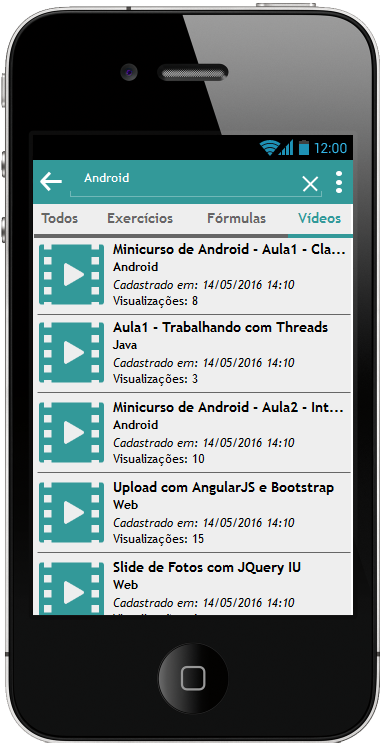 12:00
Android
Todos Exercícios Fórmulas Vídeos
Minicurso de Android - Aula1 - Cla...
Android
Cadastrado em: 14/05/2016 14:10
Visualizações: 8
Aula1 - Trabalhando com Threads
Java
Cadastrado em: 14/05/2016 14:10
Visualizações: 3
Minicurso de Android - Aula2 - Int...
Android
Cadastrado em: 14/05/2016 14:10
Visualizações: 10
Upload com AngularJS e Bootstrap
Web
Cadastrado em: 14/05/2016 14:10
Visualizações: 15
Slide de Fotos com JQuery IU
Web
Cadastrado em: 14/05/2016 14:10